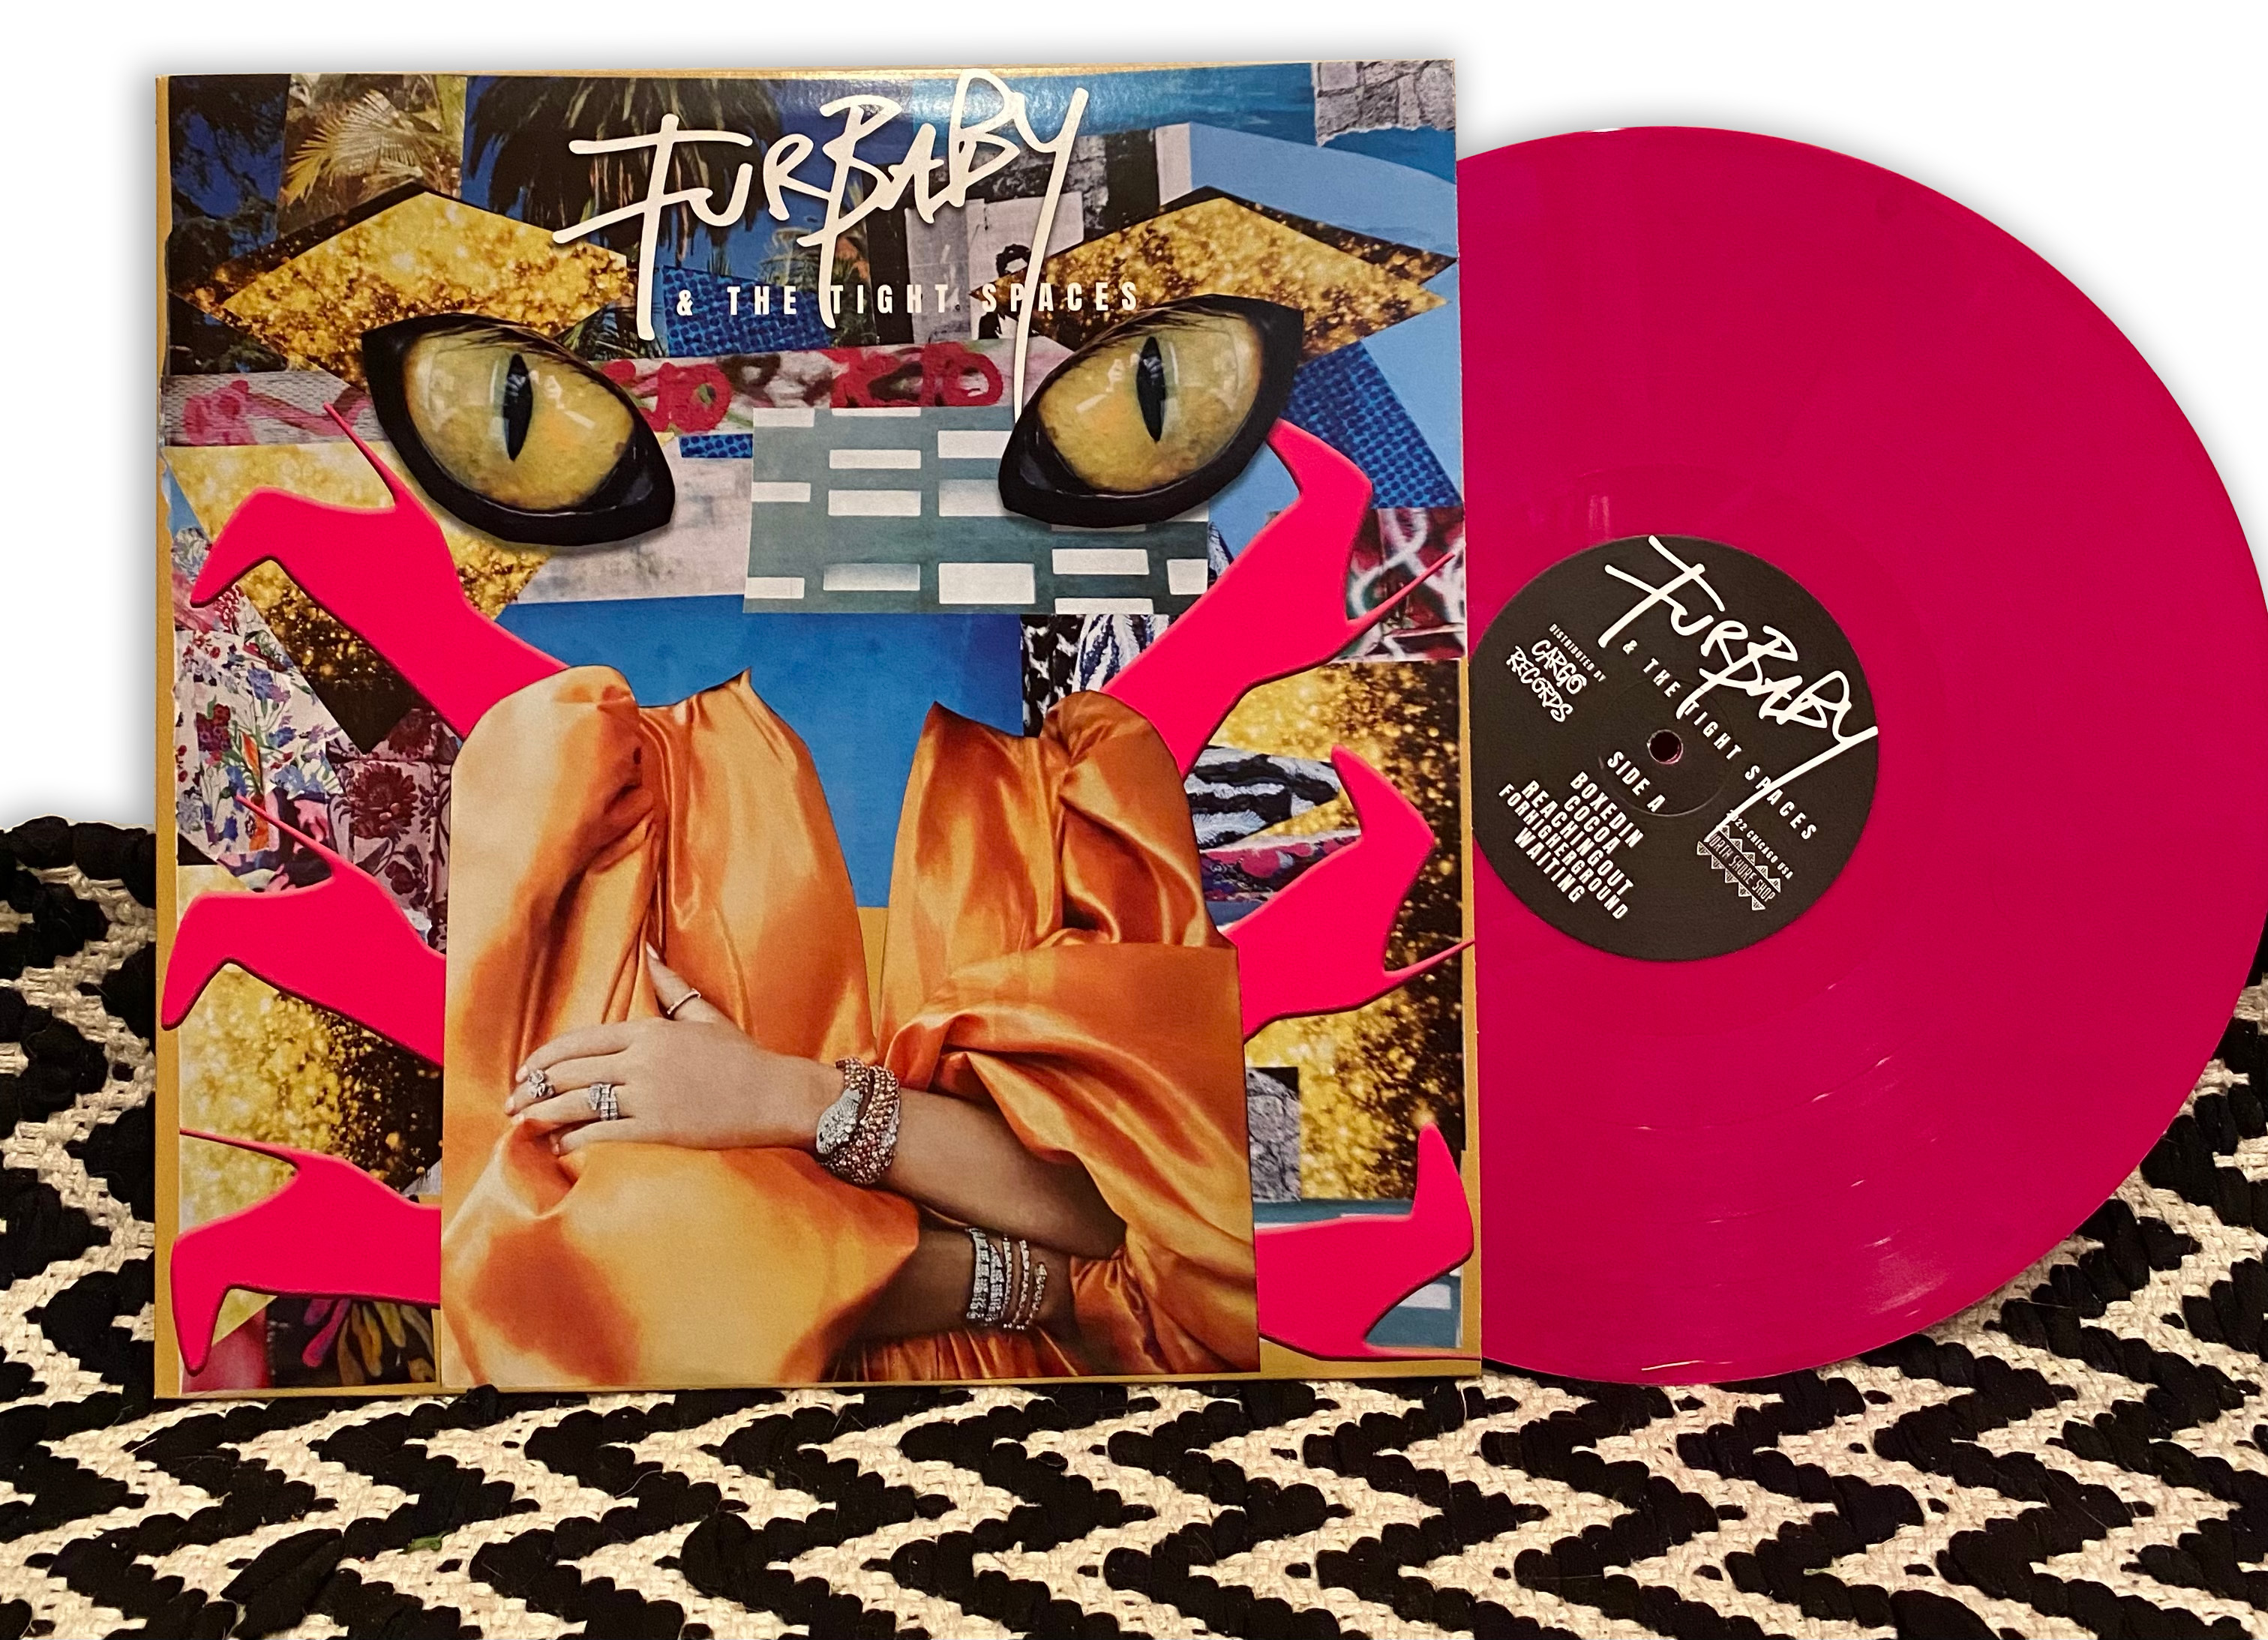 FURBABY
& THE TIGHT SPACES
FURBABY
& THE TIGHT SPACES
DISTRIBUTED BY
CARGO
RECORDS
SIDE A
BOXEDIN
COCOA
REACHINGOUT
FORHIGHERGROUND
WAITING
CHICAGO USA
NORTH SHORE SHOP